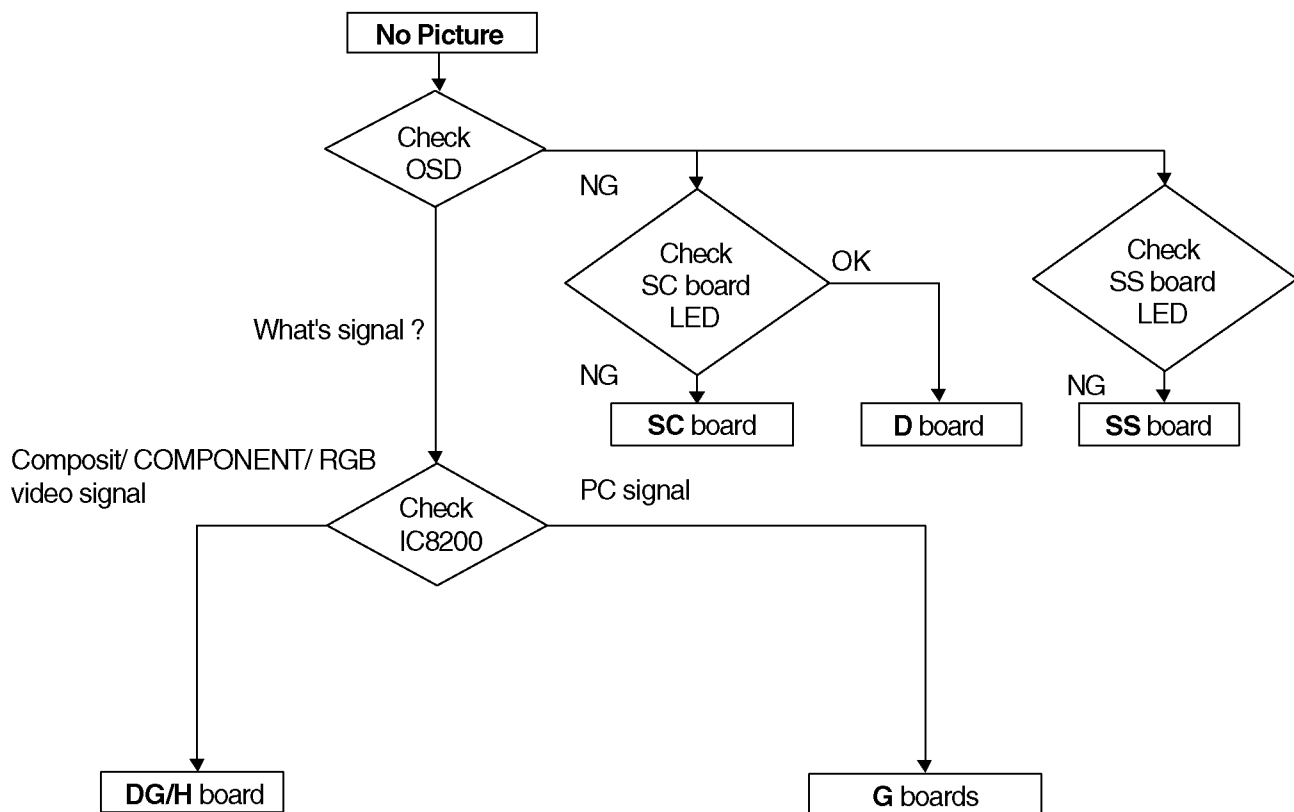 No Picture
Check
OSD
NG
Check
SC board
LED
OK
Check
SS board
LED
What's signal ?
NG
NG
SC board
D board
SS board
Composit/ COMPONENT/ RGB
video signal
Check
IC8200
PC signal
DG/H board
G boards